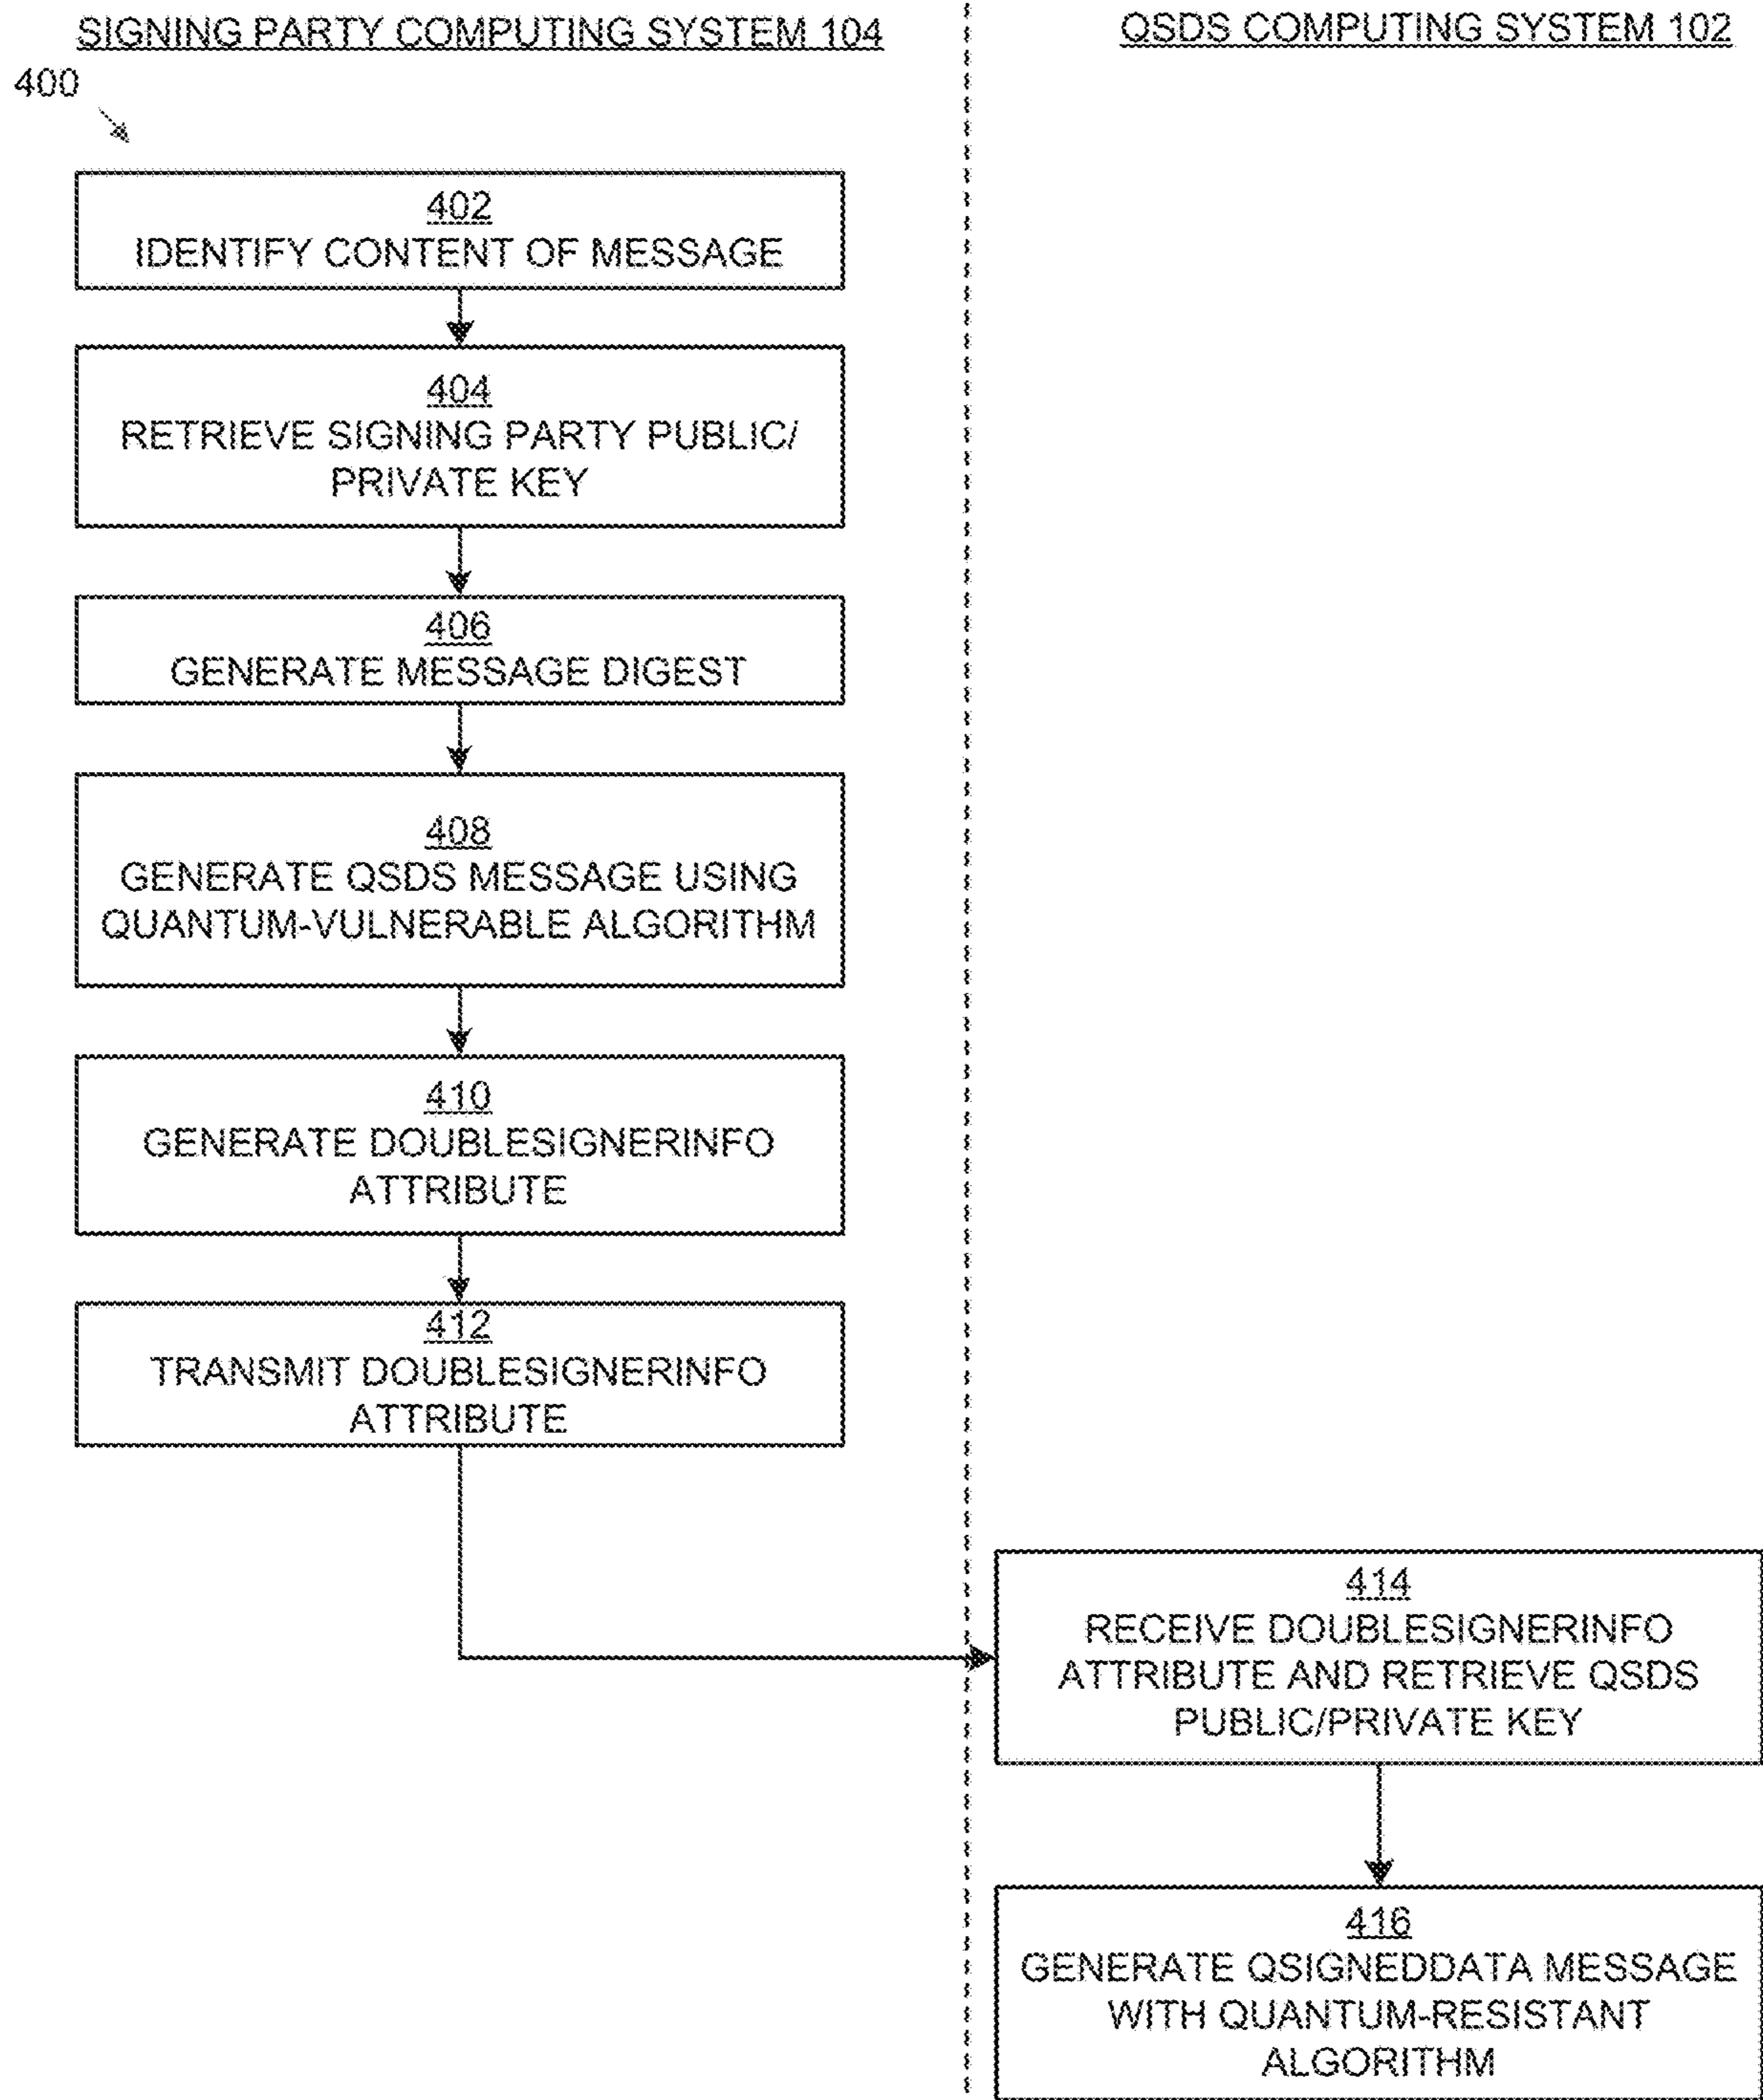 SIGNING PARTY COMPUTING SYSTEM 104
QSDS COMPUTING SYSTEM 102
400
402
IDENTIFY CONTENT OF MESSAGE
404
RETRIEVE SIGNING PARTY PUBLIC/
PRIVATE KEY
406
GENERATE MESSAGE DIGEST
408
GENERATE QSDS MESSAGE USING
QUANTUM-VULNERABLE ALGORITHM
410
GENERATE DOUBLESIGNERINFO
ATTRIBUTE
412
TRANSMIT DOUBLESIGNERINFO
ATTRIBUTE
414
RECEIVE DOUBLESIGNERINFO
ATTRIBUTE AND RETRIEVE QSDS
PUBLIC/PRIVATE KEY
416
GENERATE QSIGNEDDATA MESSAGE
WITH QUANTUM-RESISTANT
ALGORITHM